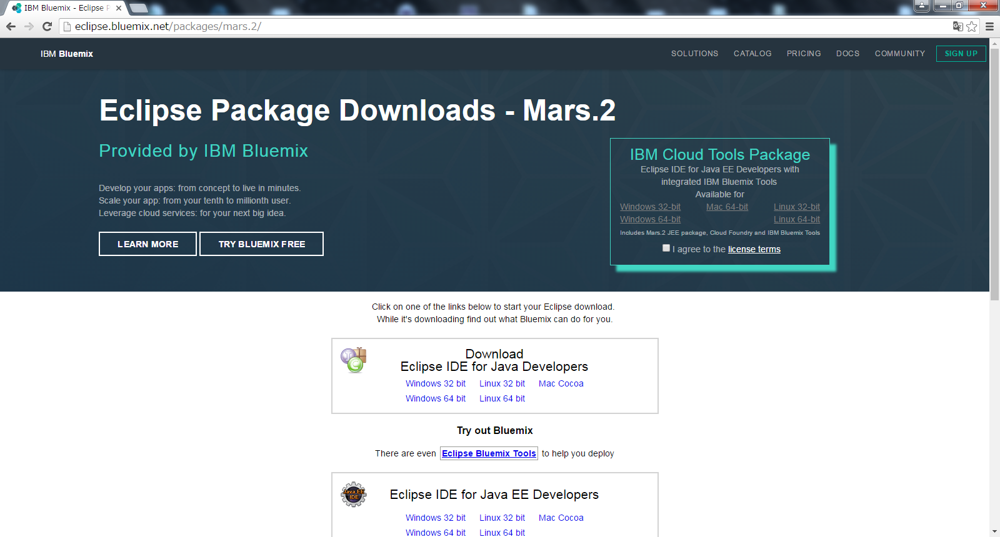 IBM Bluemix - Eclipse P
eclipse.bluemix.net/packages/mars.2/
IBM Bluemix
SOLUTIONS CATALOG PRICING DOCS COMMUNITY SIGN UP
Eclipse Package Downloads - Mars.2
Provided by IBM Bluemix
Develop your apps: from concept to live in minutes.
Scale your app: from your tenth to millionth user.
Leverage cloud services: for your next big idea.
LEARN MORE TRY BLUEMIX FREE
IBM Cloud Tools Package
Eclipse IDE for Java EE Developers with
integrated IBM Bluemix Tools
Available for
Windows 32-bit Mac 64-bit Linux 32-bit
Windows 64-bit Linux 64-bit
Includes Mars.2 JEE package, Cloud Foundry and IBM Bluemix Tools
I agree to the license terms
Click on one of the links below to start your Eclipse download.
While it's downloading find out what Bluemix can do for you.
Download
Eclipse IDE for Java Developers
Windows 32 bit Linux 32 bit Mac Cocoa
Windows 64 bit Linux 64 bit
Try out Bluemix
There are even Eclipse Bluemix Tools to help you deploy
Java EE
IDE
Eclipse IDE for Java EE Developers
Windows 32 bit Linux 32 bit Mac Cocoa
Windows 64 bit Linux 64 bit